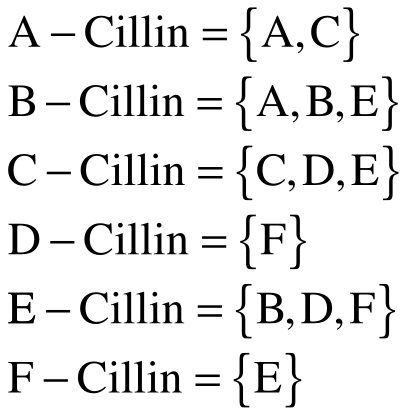 A – Cillin = {A,C}
B – Cillin = {A,B,E}
C – Cillin = {C,D,E}
D – Cillin = {F}
E – Cillin = {B,D,F}
F – Cillin = {E}